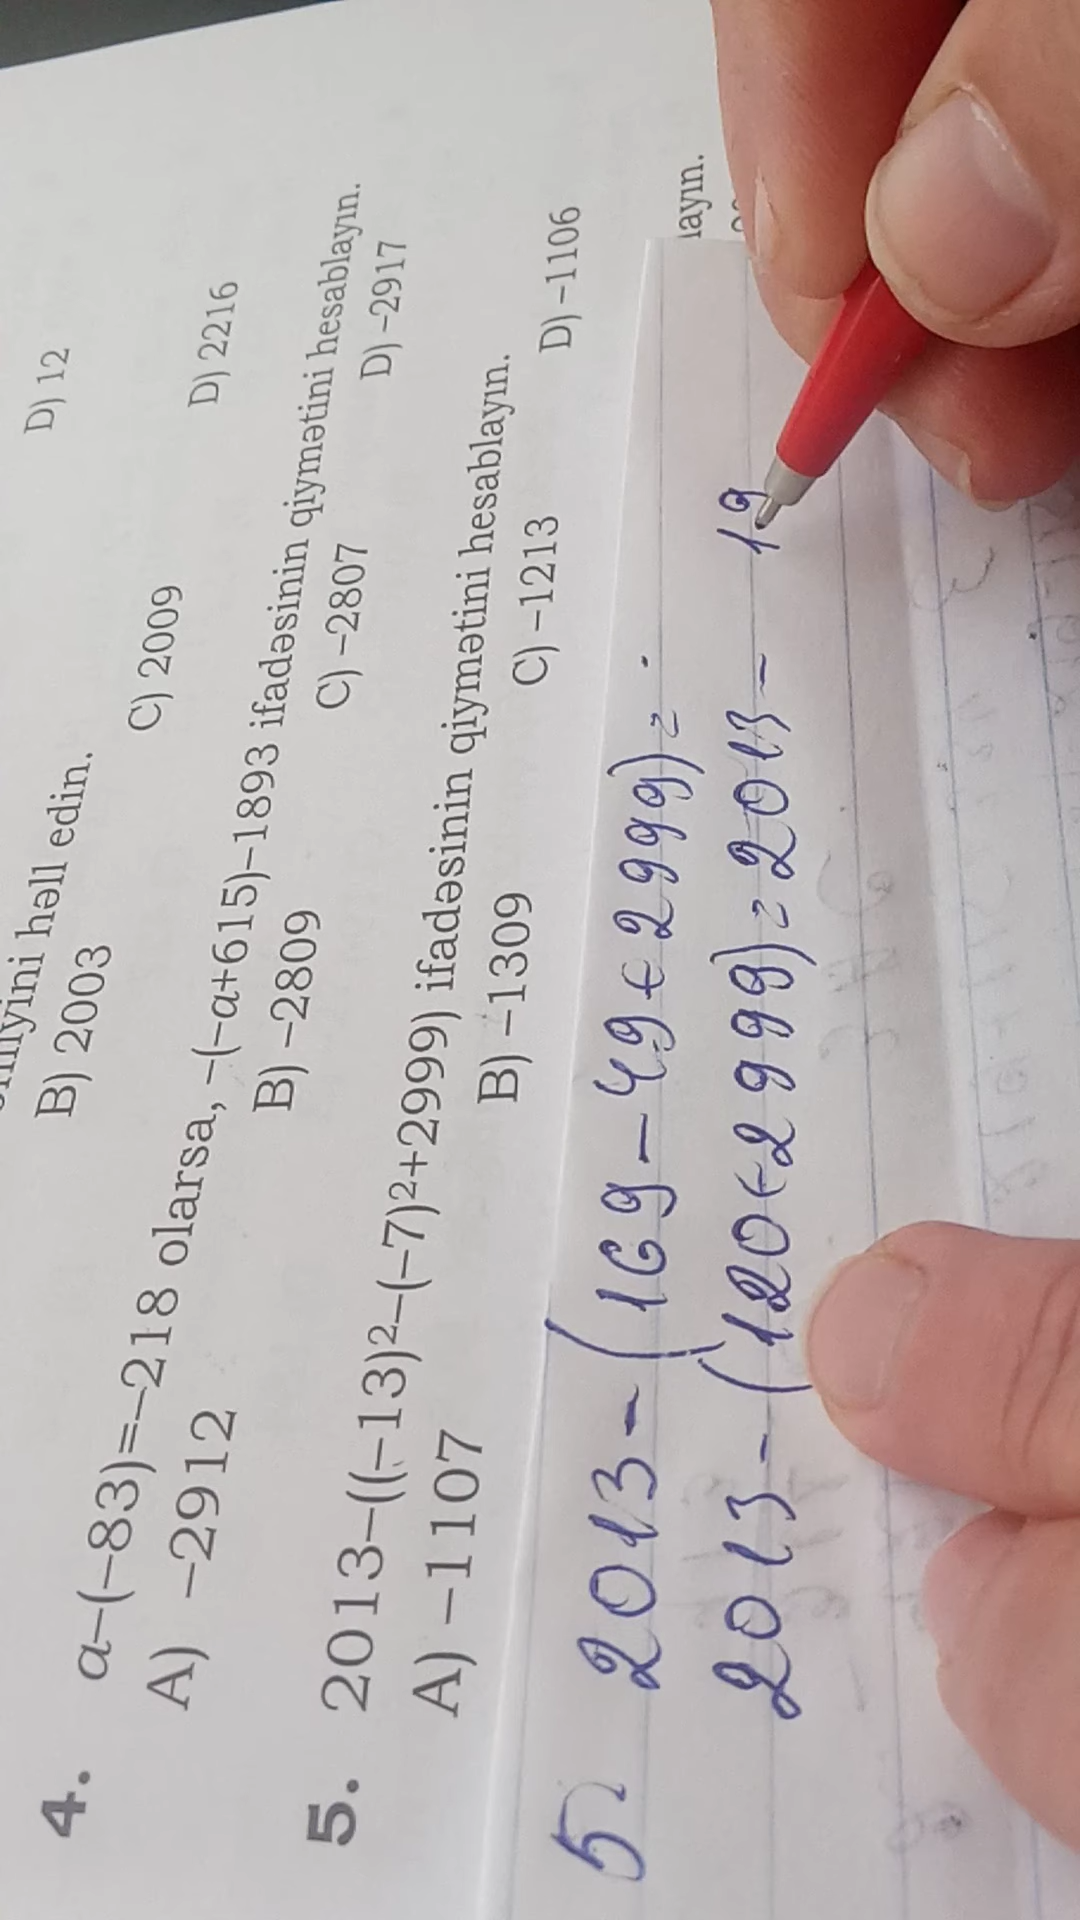 həll edin.
B) 2003 C) 2009 D) 12
4. a–(–83)=–218 olarsa, –(–a+615)–1893 ifadəsinin qiymətini hesablayın.
D) 2216
A) –2912 B) –2809 C) –2807 D) –2917
5. 2013–((–13)²–(–7)²+2999) ifadəsinin qiymətini hesablayın.
A) –1107 B) –1309 C) –1213 D) –1106
5. 2013-(169-49+2999)=
2013-(120+2999)=2013- 19